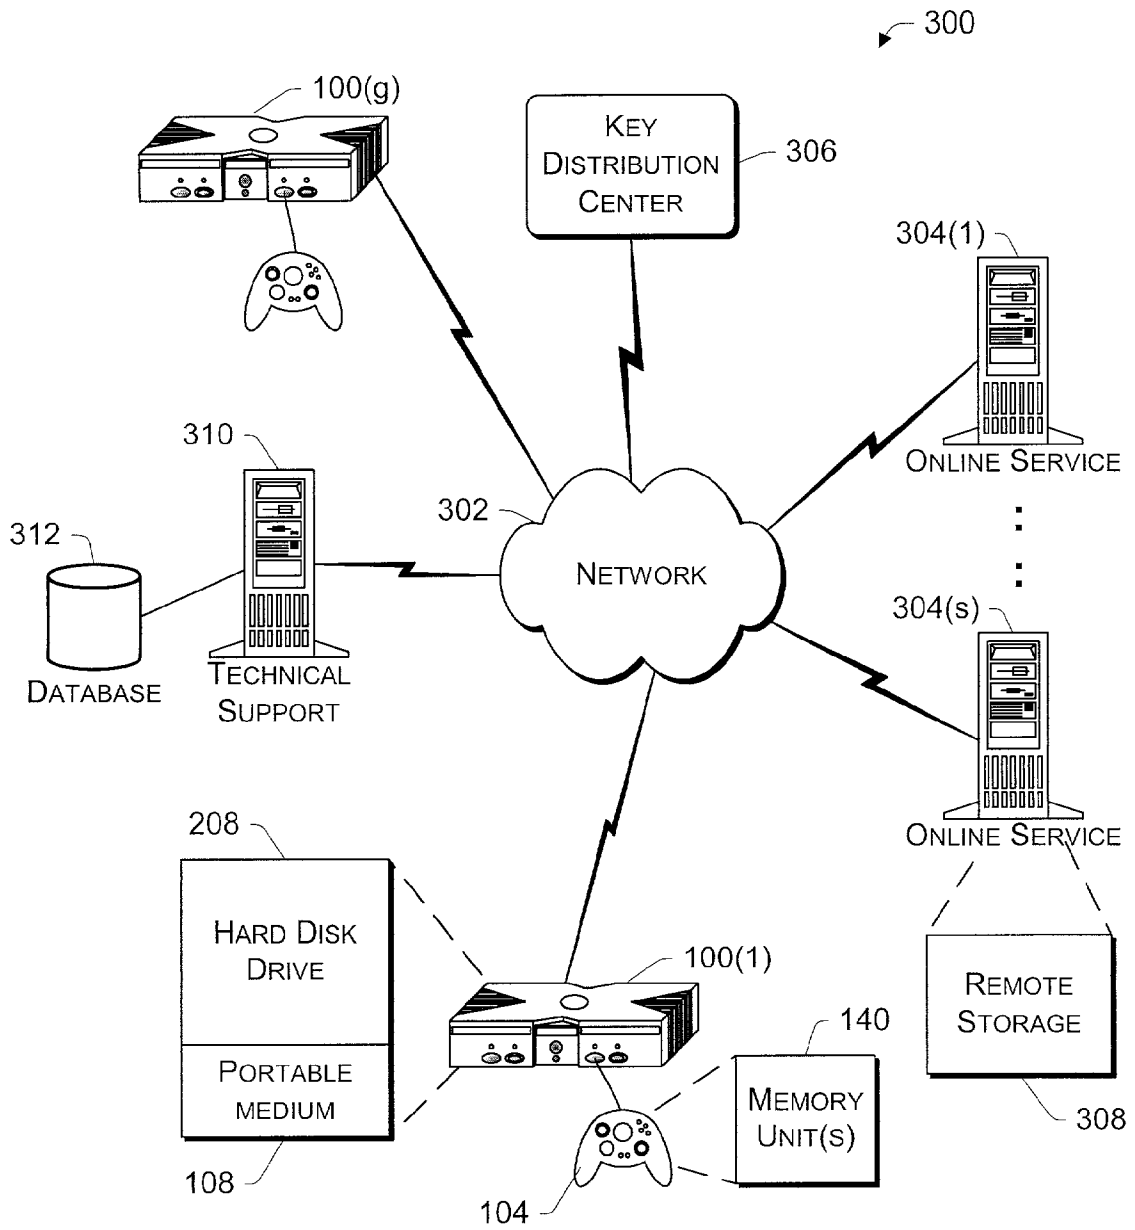 300
100(g)
KEY
DISTRIBUTION
CENTER
306
304(1)
ONLINE SERVICE
310
302
312
NETWORK
304(s)
DATABASE
TECHNICAL
SUPPORT
ONLINE SERVICE
208
HARD DISK
DRIVE
100(1)
REMOTE
STORAGE
140
PORTABLE
MEDIUM
MEMORY
UNIT(S)
308
108
104